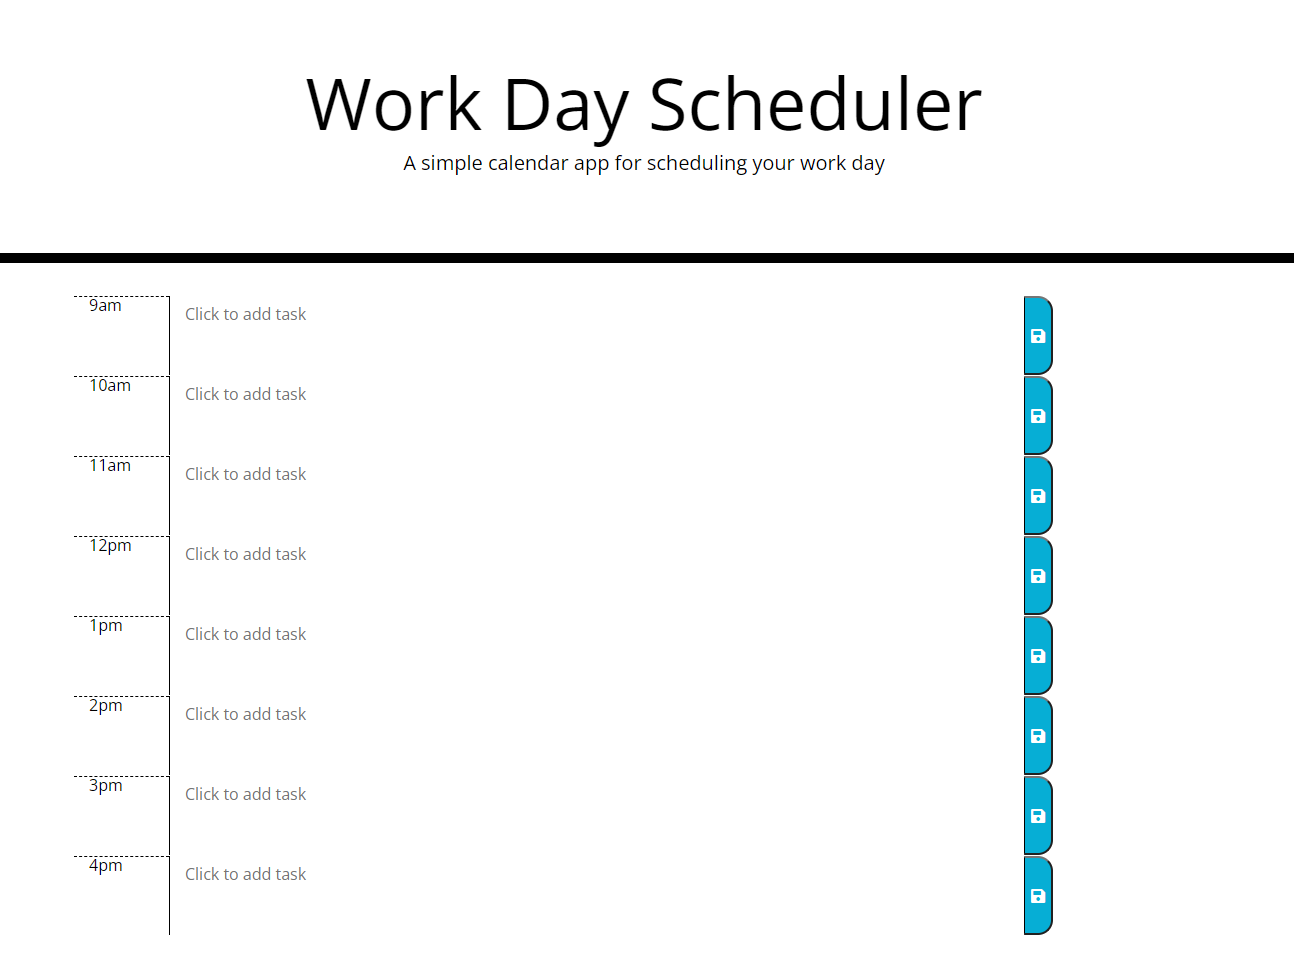 Work Day Scheduler
A simple calendar app for scheduling your work day
9am
Click to add task
10am
Click to add task
11am
Click to add task
12pm
Click to add task
1pm
Click to add task
2pm
Click to add task
3pm
Click to add task
4pm
Click to add task